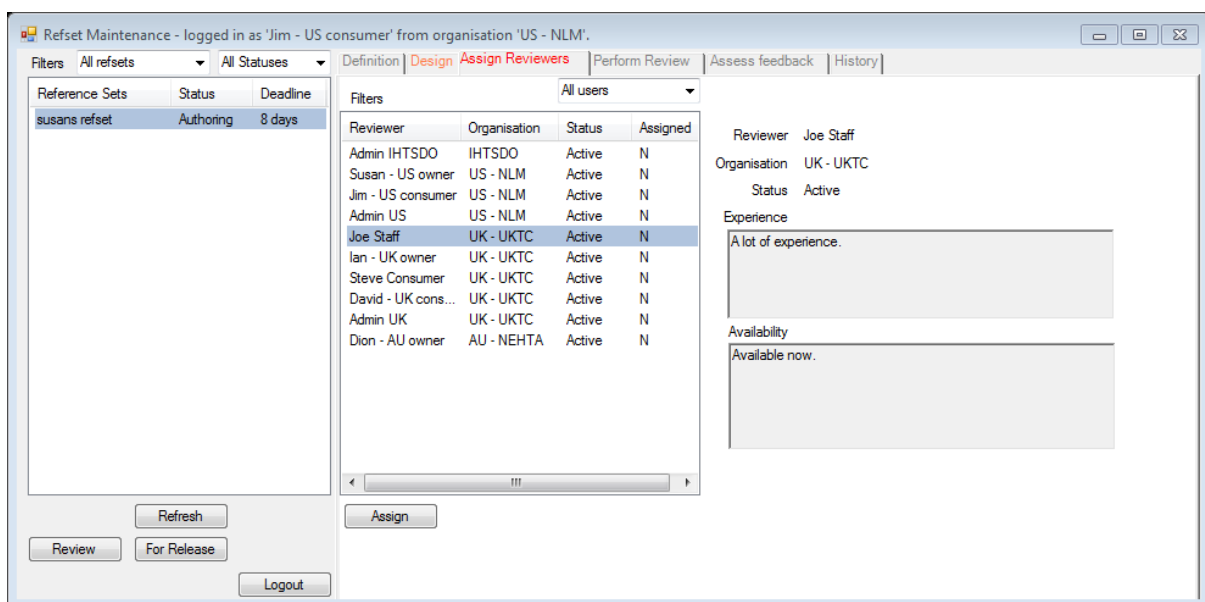 Refset Maintenance - logged in as 'Jim - US consumer' from organisation 'US - NLM'.
Filters All refsets All Statuses
Definition Design Assign Reviewers Perform Review Assess feedback History
Reference Sets Status Deadline
susans refset Authoring 8 days
Filters All users
Reviewer Organisation Status Assigned
Admin IHTSDO IHTSDO Active N
Susan - US owner US - NLM Active N
Jim - US consumer US - NLM Active N
Admin US US - NLM Active N
Joe Staff UK - UKTC Active N
Ian - UK owner UK - UKTC Active N
Steve Consumer UK - UKTC Active N
David - UK cons... UK - UKTC Active N
Admin UK UK - UKTC Active N
Dion - AU owner AU - NEHTA Active N
Reviewer Joe Staff
Organisation UK - UKTC
Status Active
Experience
A lot of experience.
Availability
Available now.
Refresh
Review For Release
Logout
Assign